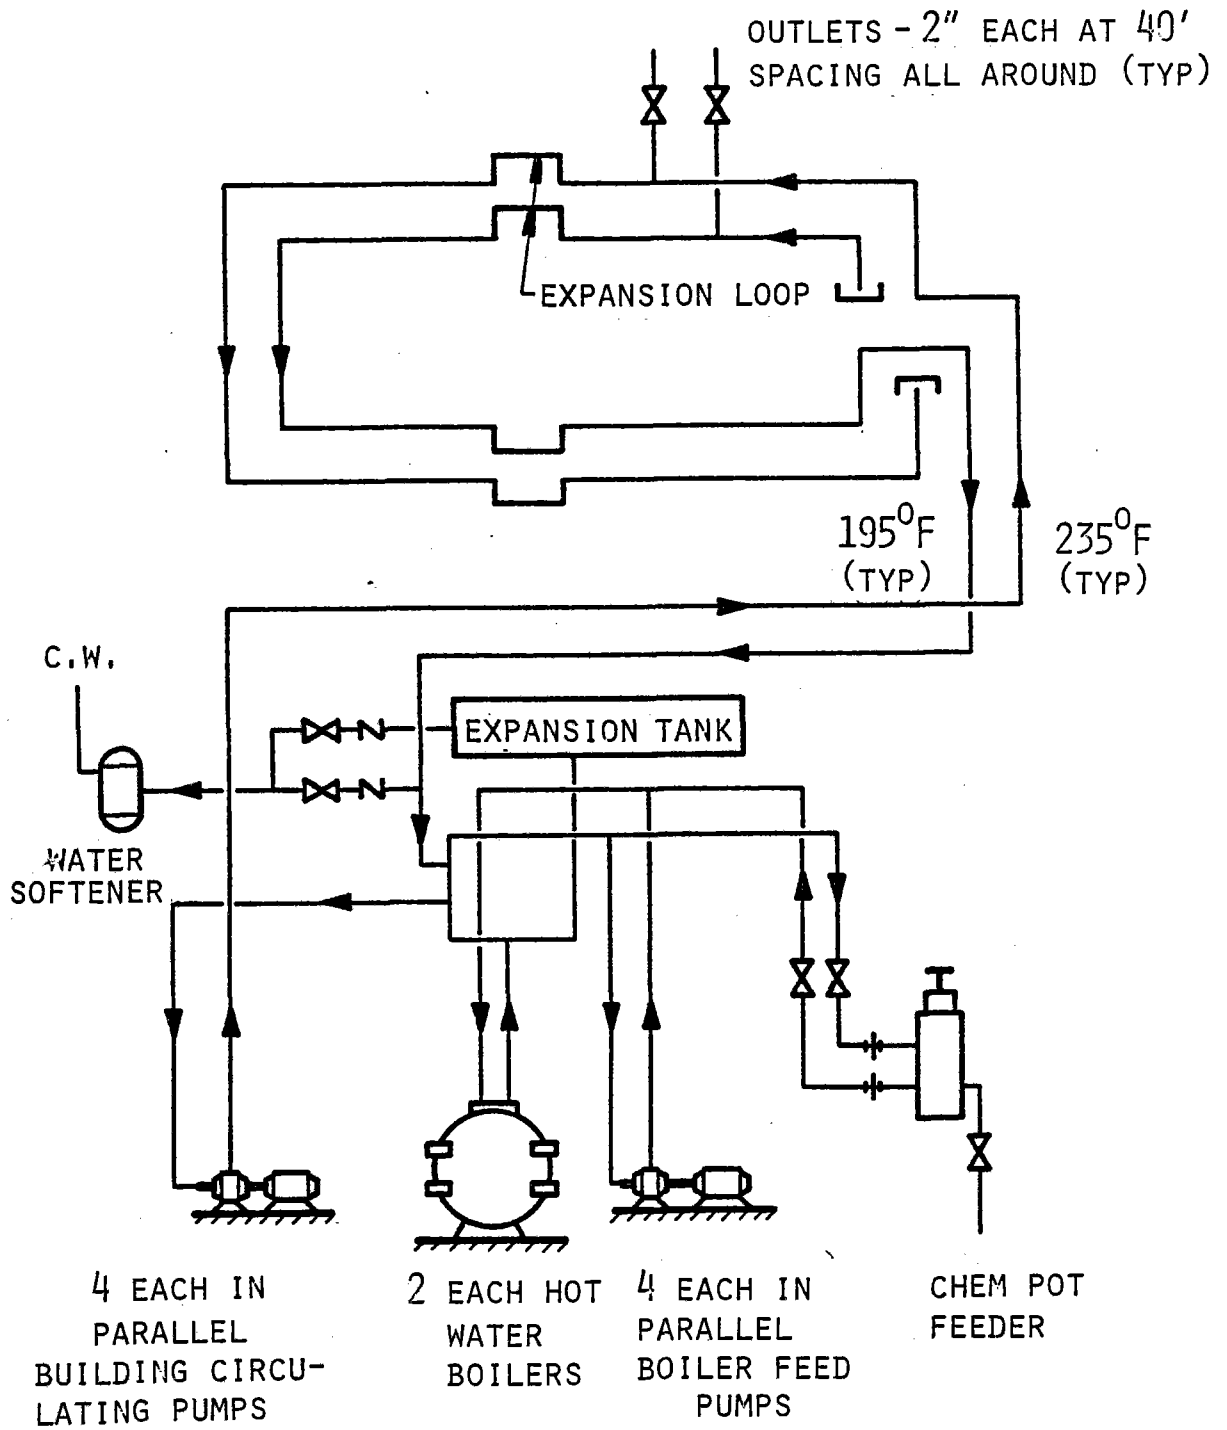 OUTLETS - 2" EACH AT 40'
SPACING ALL AROUND (TYP)
EXPANSION LOOP
195°F
(TYP)
235°F
(TYP)
C.W.
EXPANSION TANK
WATER
SOFTENER
4 EACH IN
PARALLEL
BUILDING CIRCU-
LATING PUMPS
2 EACH HOT
WATER
BOILERS
4 EACH IN
PARALLEL
BOILER FEED
PUMPS
CHEM POT
FEEDER